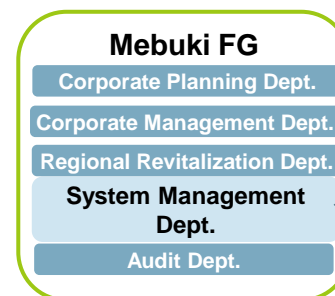 Mebuki FG
Corporate Planning Dept.
Corporate Management Dept.
Regional Revitalization Dept.
System Management
Dept.
Audit Dept.